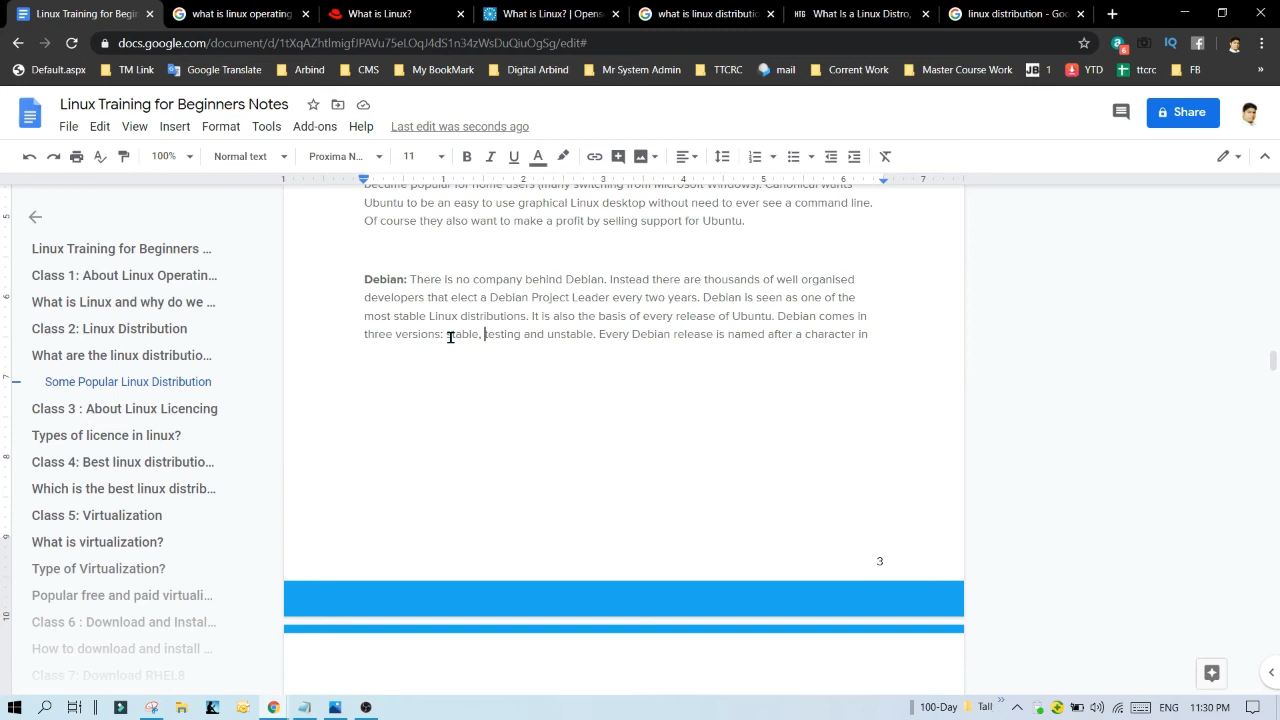 Linux Training for Beginners
what is linux operating
What is Linux?
What is Linux? | Opens
what is linux distributio
What Is a Linux Distro,
linux distribution - Goo
docs.google.com/document/d/1tXqAZhtlmigfJPAVu75eLOqJ4dS1n34zWsDuQiuOgSg/edit#
Default.aspx TM Link Google Translate Arbind CMS My BookMark Digital Arbind Mr System Admin TTCRC mail Current Work Master Course Work JB 1 YTD ttcrc FB
Linux Training for Beginners Notes
Share
File Edit View Insert Format Tools Add-ons Help Last edit was seconds ago
100% Normal text Proxima N... 11
Ubuntu to be an easy to use graphical Linux desktop without need to ever see a command line.
Of course they also want to make a profit by selling support for Ubuntu.
Debian: There is no company behind Debian. Instead there are thousands of well organised
developers that elect a Debian Project Leader every two years. Debian is seen as one of the
most stable Linux distributions. It is also the basis of every release of Ubuntu. Debian comes in
three versions: stable, testing and unstable. Every Debian release is named after a character in
3
Linux Training for Beginners ...
Class 1: About Linux Operatin...
What is Linux and why do we ...
Class 2: Linux Distribution
What are the linux distributio...
Some Popular Linux Distribution
Class 3 : About Linux Licencing
Types of licence in linux?
Class 4: Best linux distributio...
Which is the best linux distrib...
Class 5: Virtualization
What is virtualization?
Type of Virtualization?
Popular free and paid virtuali...
Class 6 : Download and Instal...
How to download and install ...
Class 7: Download RHEL8
100-Day Tall ENG 11:30 PM